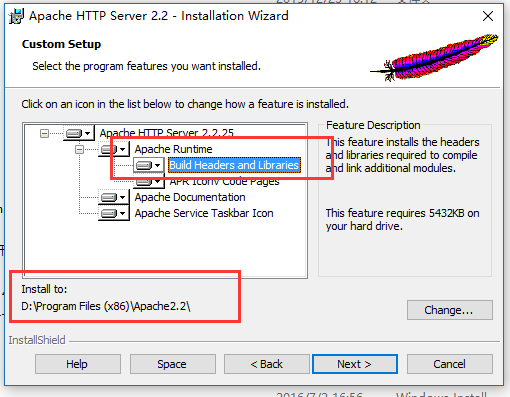 Apache HTTP Server 2.2 - Installation Wizard
Custom Setup
Select the program features you want installed.
Click on an icon in the list below to change how a feature is installed.
Apache HTTP Server 2.2.25
Apache Runtime
Build Headers and Libraries
APR Iconv Code Pages
Apache Documentation
Apache Service Taskbar Icon
Feature Description
This feature installs the headers
and libraries required to compile
and link additional modules.
This feature requires 5432KB on
your hard drive.
Install to:
D:\Program Files (x86)\Apache2.2\
Change...
InstallShield
Help
Space
< Back
Next >
Cancel